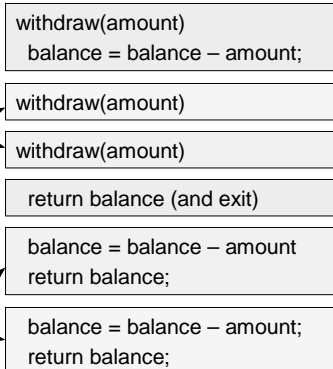 withdraw(amount)
balance = balance – amount;
withdraw(amount)
withdraw(amount)
return balance (and exit)
balance = balance – amount
return balance;
balance = balance – amount;
return balance;